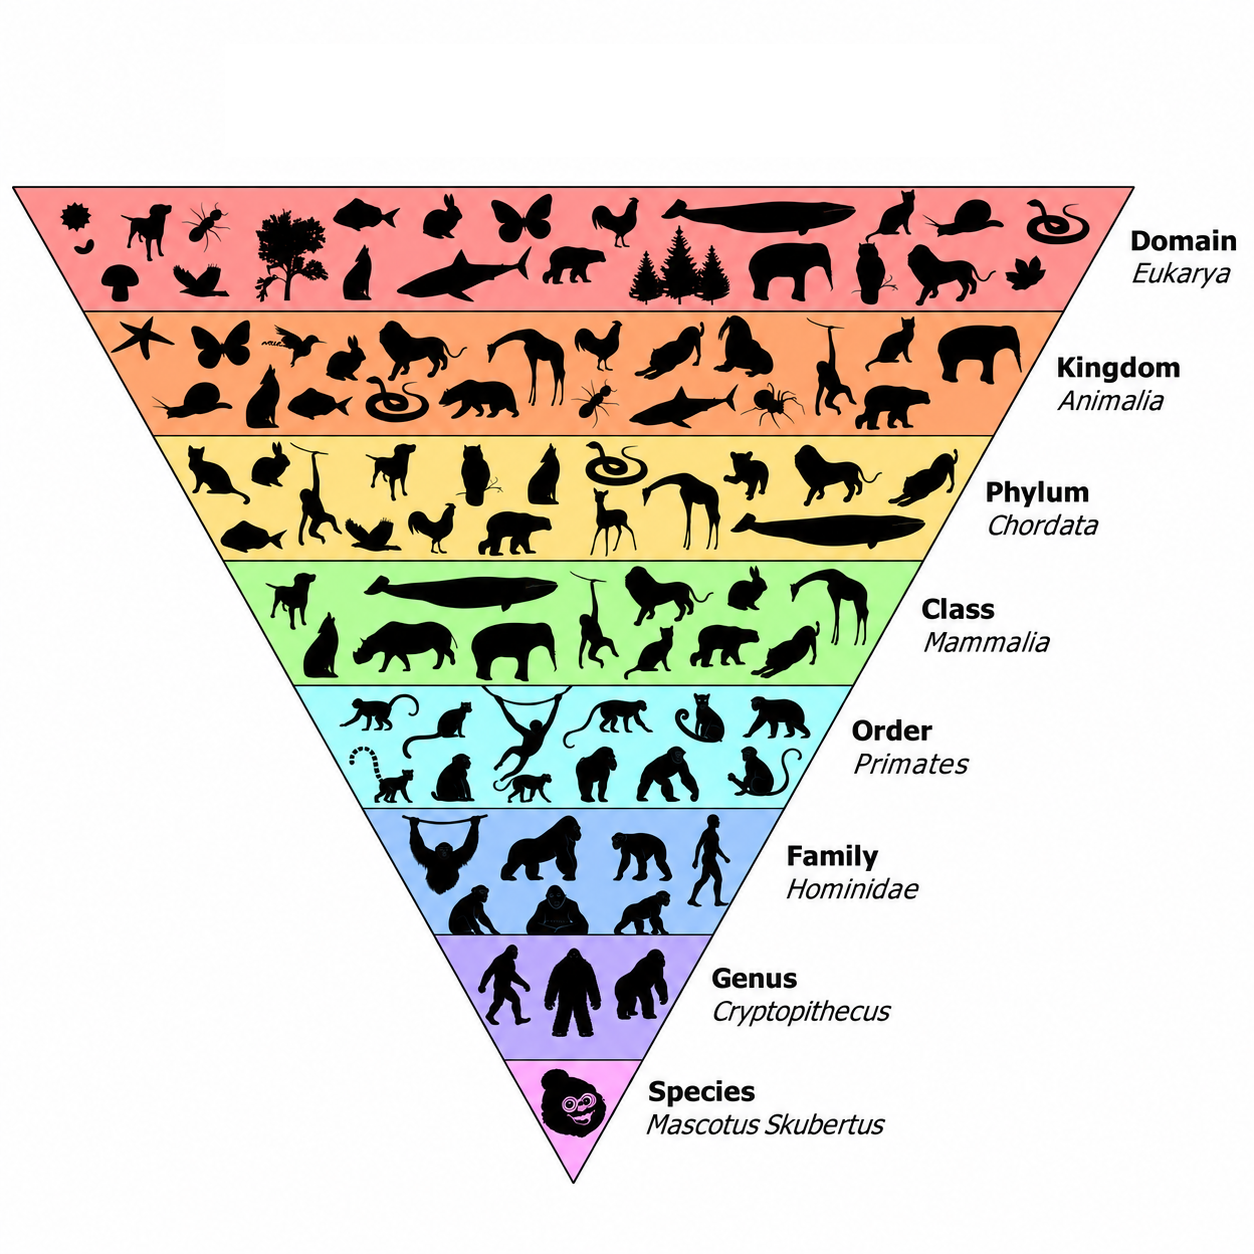 Domain
Eukarya
Kingdom
Animalia
Phylum
Chordata
Class
Mammalia
Order
Primates
Family
Hominidae
Genus
Cryptopithecus
Species
Mascotus Skubertus